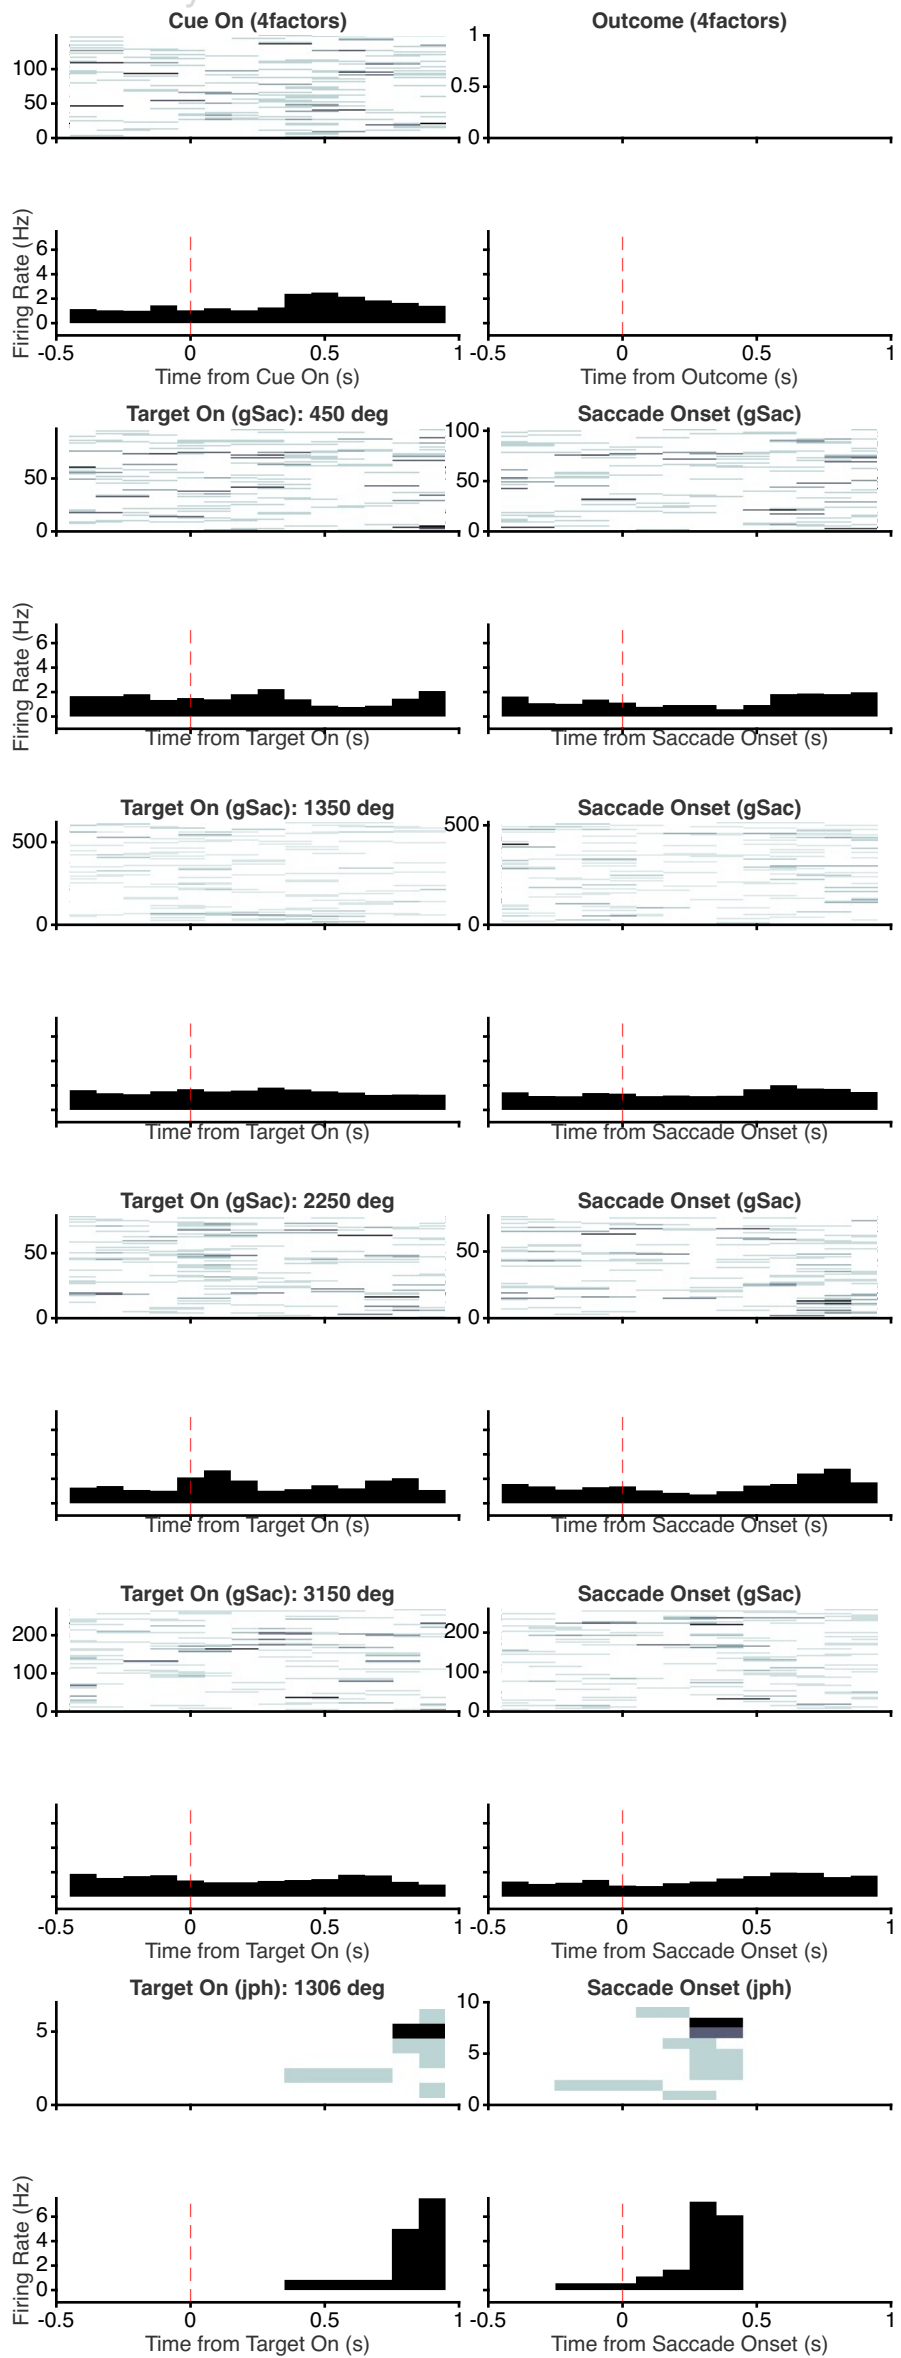 Cue On (4factors) Outcome (4factors)
100
50
0
1
0.5
0
Firing Rate (Hz)
6
4
2
0
-0.5 0 0.5 1 -0.5 0 0.5 1
Time from Cue On (s) Time from Outcome (s)
Target On (gSac): 450 deg Saccade Onset (gSac)
50
0
100
50
0
Firing Rate (Hz)
6
4
2
0
Time from Target On (s) Time from Saccade Onset (s)
Target On (gSac): 1350 deg Saccade Onset (gSac)
500
0
500
0
Time from Target On (s) Time from Saccade Onset (s)
Target On (gSac): 2250 deg Saccade Onset (gSac)
50
0
50
0
Time from Target On (s) Time from Saccade Onset (s)
Target On (gSac): 3150 deg Saccade Onset (gSac)
200
100
0
200
100
0
-0.5 0 0.5 1 -0.5 0 0.5 1
Time from Target On (s) Time from Saccade Onset (s)
Target On (jph): 1306 deg Saccade Onset (jph)
5
0
10
5
0
Firing Rate (Hz)
6
4
2
0
-0.5 0 0.5 1 -0.5 0 0.5 1
Time from Target On (s) Time from Saccade Onset (s)